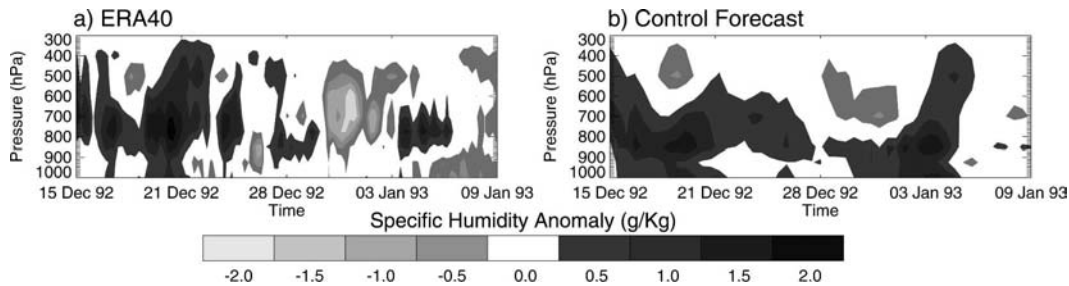 a) ERA40
b) Control Forecast
Pressure (hPa)
300
400
500
600
700
800
900
1000
15 Dec 92 21 Dec 92 28 Dec 92 03 Jan 93 09 Jan 93
Time
Pressure (hPa)
300
400
500
600
700
800
900
1000
15 Dec 92 21 Dec 92 28 Dec 92 03 Jan 93 09 Jan 93
Time
Specific Humidity Anomaly (g/Kg)
-2.0 -1.5 -1.0 -0.5 0.0 0.5 1.0 1.5 2.0